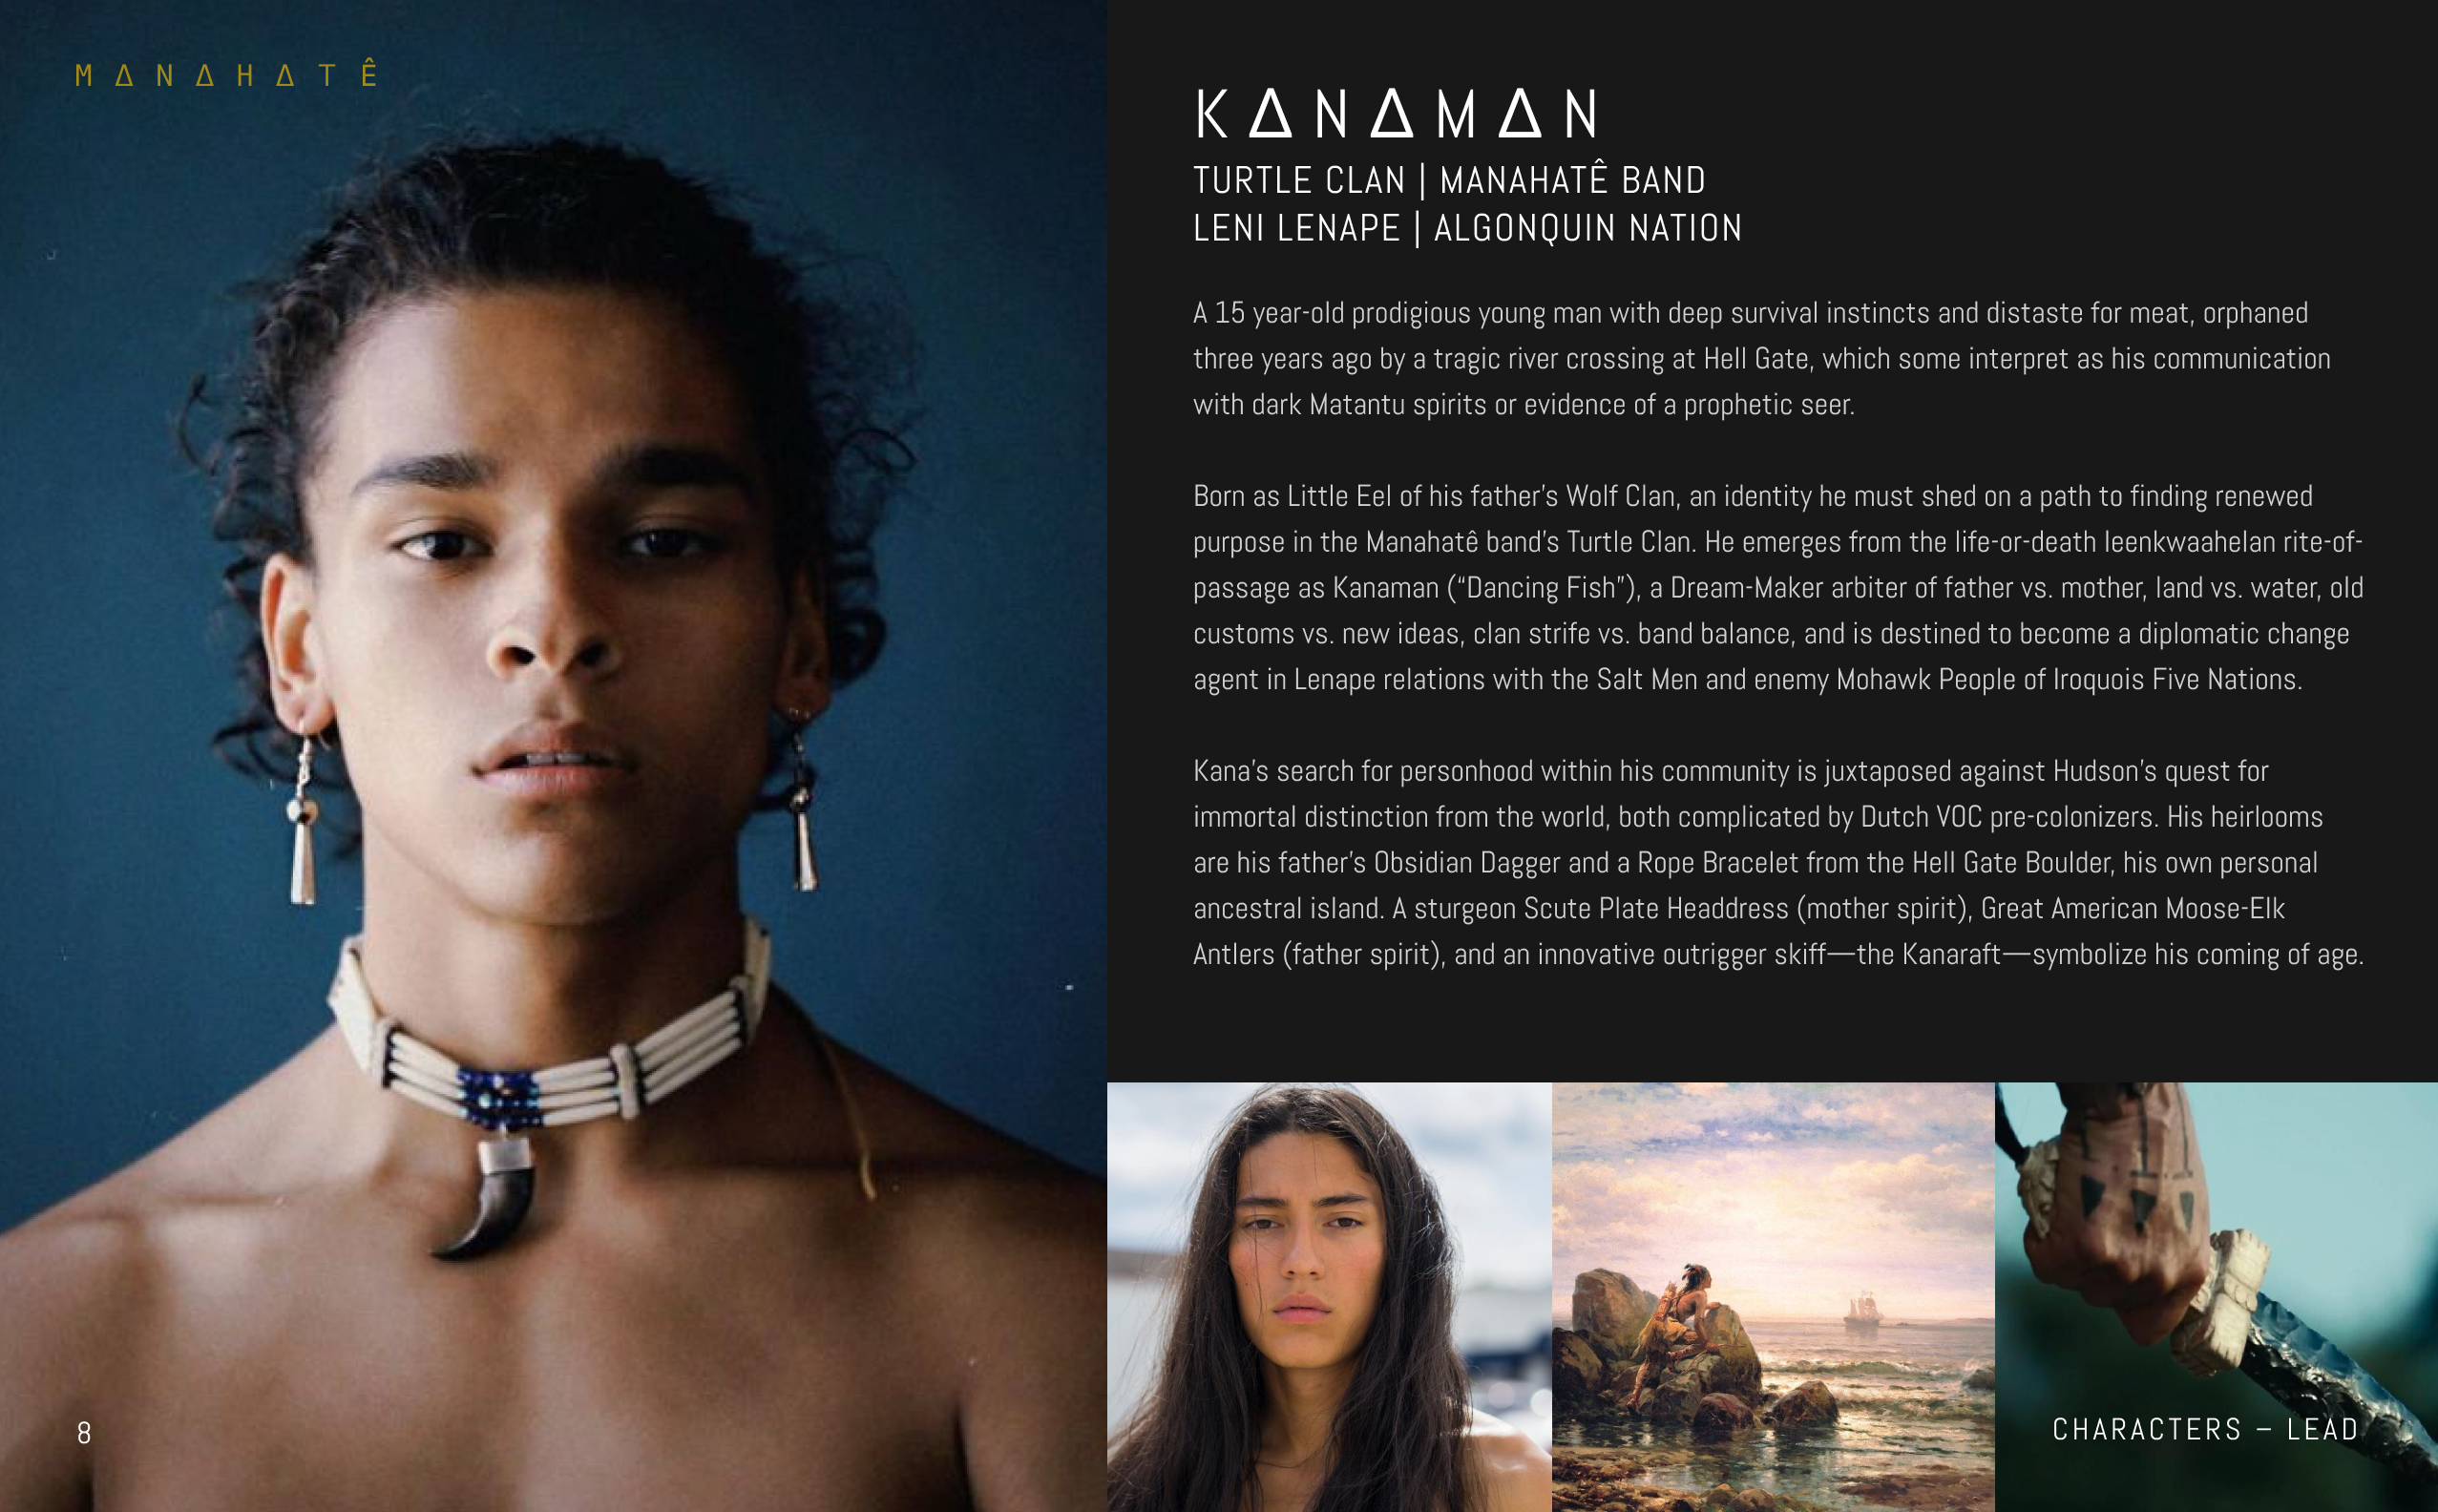 MΔNΔHΔTÊ
KΔNΔMΔN
TURTLE CLAN | MANAHATÊ BAND
LENI LENAPE | ALGONQUIN NATION
A 15 year-old prodigious young man with deep survival instincts and distaste for meat, orphaned
three years ago by a tragic river crossing at Hell Gate, which some interpret as his communication
with dark Matantu spirits or evidence of a prophetic seer.
Born as Little Eel of his father’s Wolf Clan, an identity he must shed on a path to finding renewed
purpose in the Manahatê band’s Turtle Clan. He emerges from the life-or-death leenkwaahelan rite-of-
passage as Kanaman (“Dancing Fish”), a Dream-Maker arbiter of father vs. mother, land vs. water, old
customs vs. new ideas, clan strife vs. band balance, and is destined to become a diplomatic change
agent in Lenape relations with the Salt Men and enemy Mohawk People of Iroquois Five Nations.
Kana’s search for personhood within his community is juxtaposed against Hudson’s quest for
immortal distinction from the world, both complicated by Dutch VOC pre-colonizers. His heirlooms
are his father’s Obsidian Dagger and a Rope Bracelet from the Hell Gate Boulder, his own personal
ancestral island. A sturgeon Scute Plate Headdress (mother spirit), Great American Moose-Elk
Antlers (father spirit), and an innovative outrigger skiff—the Kanaraft—symbolize his coming of age.
8
CHARACTERS – LEAD